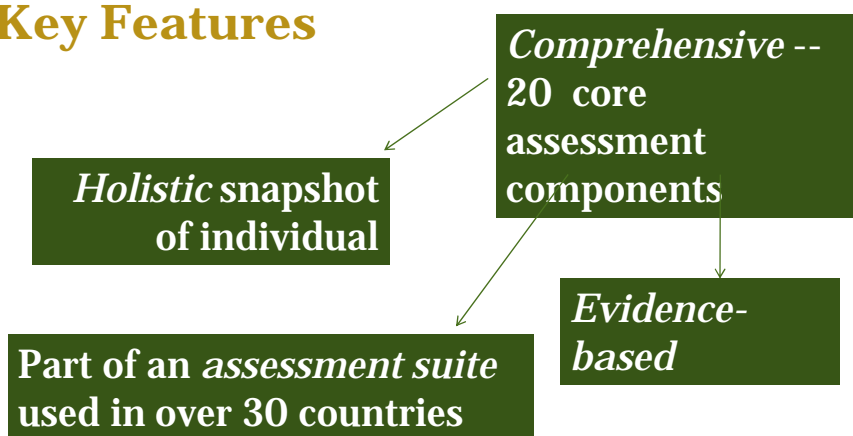 Key Features
Comprehensive --
20 core
assessment
components
Holistic snapshot
of individual
Evidence-
based
Part of an assessment suite
used in over 30 countries